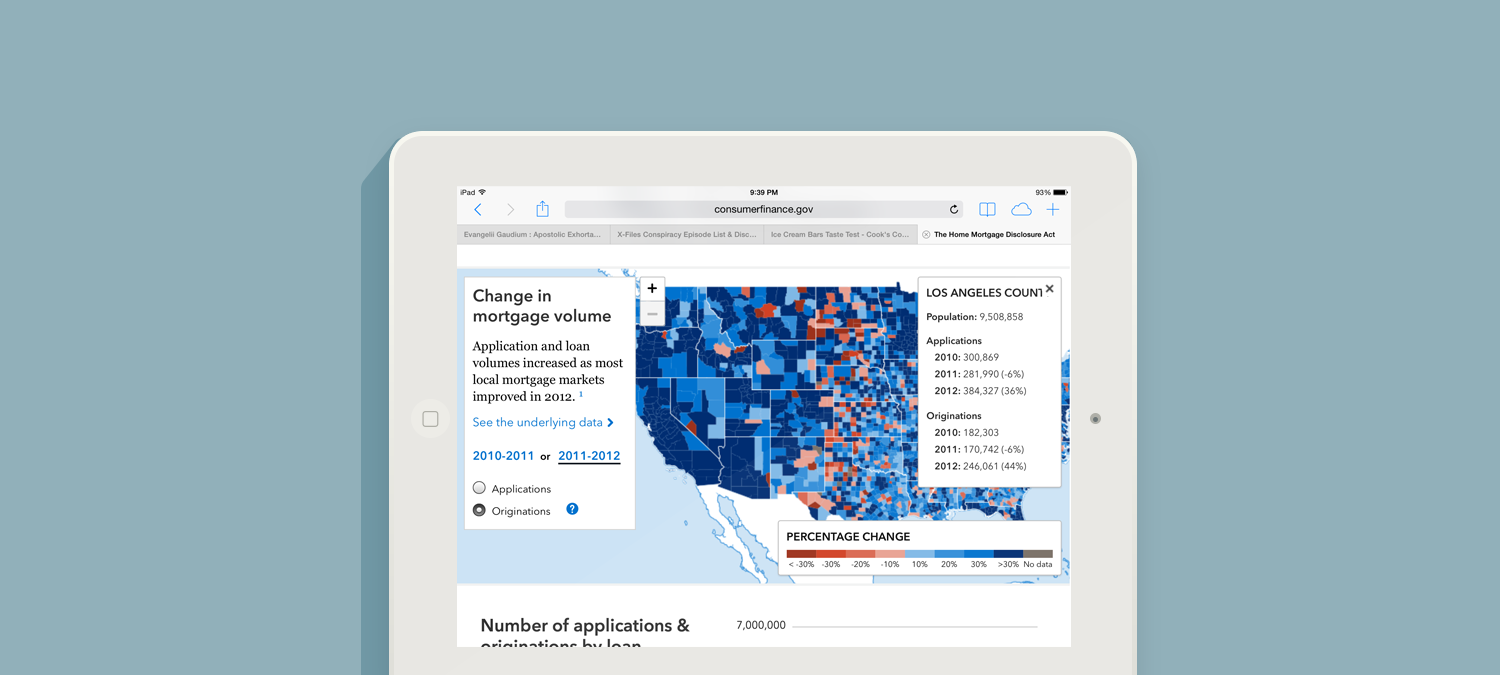 iPad
9:39 PM
93%
consumerfinance.gov
Evangelii Gaudium : Apostolic Exhorta...
X-Files Conspiracy Episode List & Disc...
Ice Cream Bars Taste Test - Cook's Co...
The Home Mortgage Disclosure Act
Change in
mortgage volume
Application and loan
volumes increased as most
local mortgage markets
improved in 2012. 1
See the underlying data
2010-2011 or 2011-2012
Applications
Originations ?
+
−
LOS ANGELES COUNT
Population: 9,508,858
Applications
2010: 300,869
2011: 281,990 (-6%)
2012: 384,327 (36%)
Originations
2010: 182,303
2011: 170,742 (-6%)
2012: 246,061 (44%)
PERCENTAGE CHANGE
< -30% -30% -20% -10% 10% 20% 30% >30% No data
Number of applications &
originations by loan
7,000,000